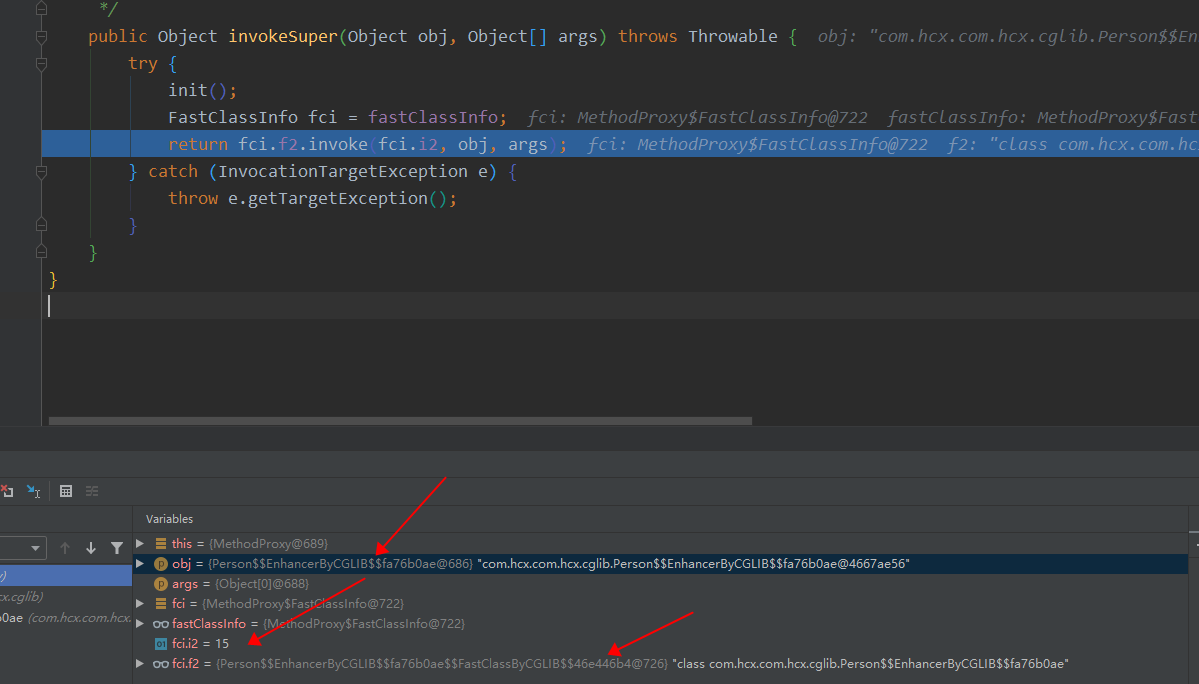 */
public Object invokeSuper(Object obj, Object[] args) throws Throwable {  obj: "com.hcx.com.hcx.cglib.Person$$En
try {
init();
FastClassInfo fci = fastClassInfo;  fci: MethodProxy$FastClassInfo@722  fastClassInfo: MethodProxy$Fast
return fci.f2.invoke(fci.i2, obj, args);  fci: MethodProxy$FastClassInfo@722  f2: "class com.hcx.com.hc
} catch (InvocationTargetException e) {
throw e.getTargetException();
}
}
}
Variables
this = {MethodProxy@689}
obj = {Person$$EnhancerByCGLIB$$fa76b0ae@686} "com.hcx.com.hcx.cglib.Person$$EnhancerByCGLIB$$fa76b0ae@4667ae56"
y)
args = {Object[0]@688}
cx.cglib)
fci = {MethodProxy$FastClassInfo@722}
b0ae (com.hcx.com.hcx.
fastClassInfo = {MethodProxy$FastClassInfo@722}
fci.i2 = 15
fci.f2 = {Person$$EnhancerByCGLIB$$fa76b0ae$$FastClassByCGLIB$$46e446b4@726} "class com.hcx.com.hcx.cglib.Person$$EnhancerByCGLIB$$fa76b0ae"